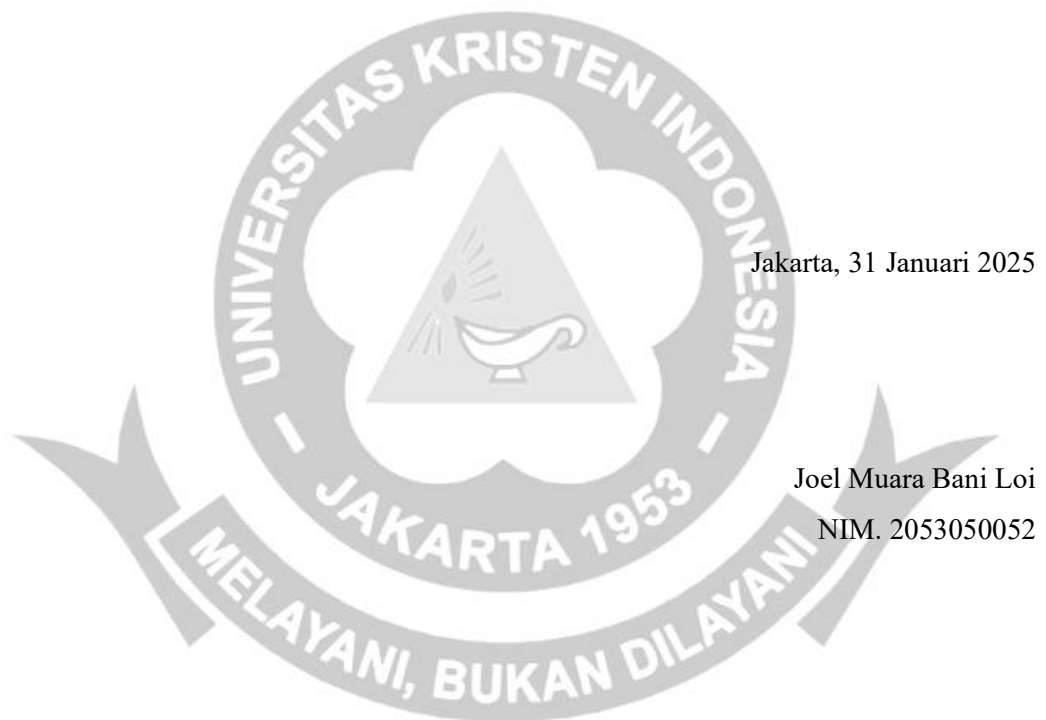 UNIVERSITAS KRISTEN INDONESIA
Jakarta, 31 Januari 2025
Joel Muara Bani Loi
NIM. 2053050052
- JAKARTA 1953 -
MELAYANI, BUKAN DILAYANI